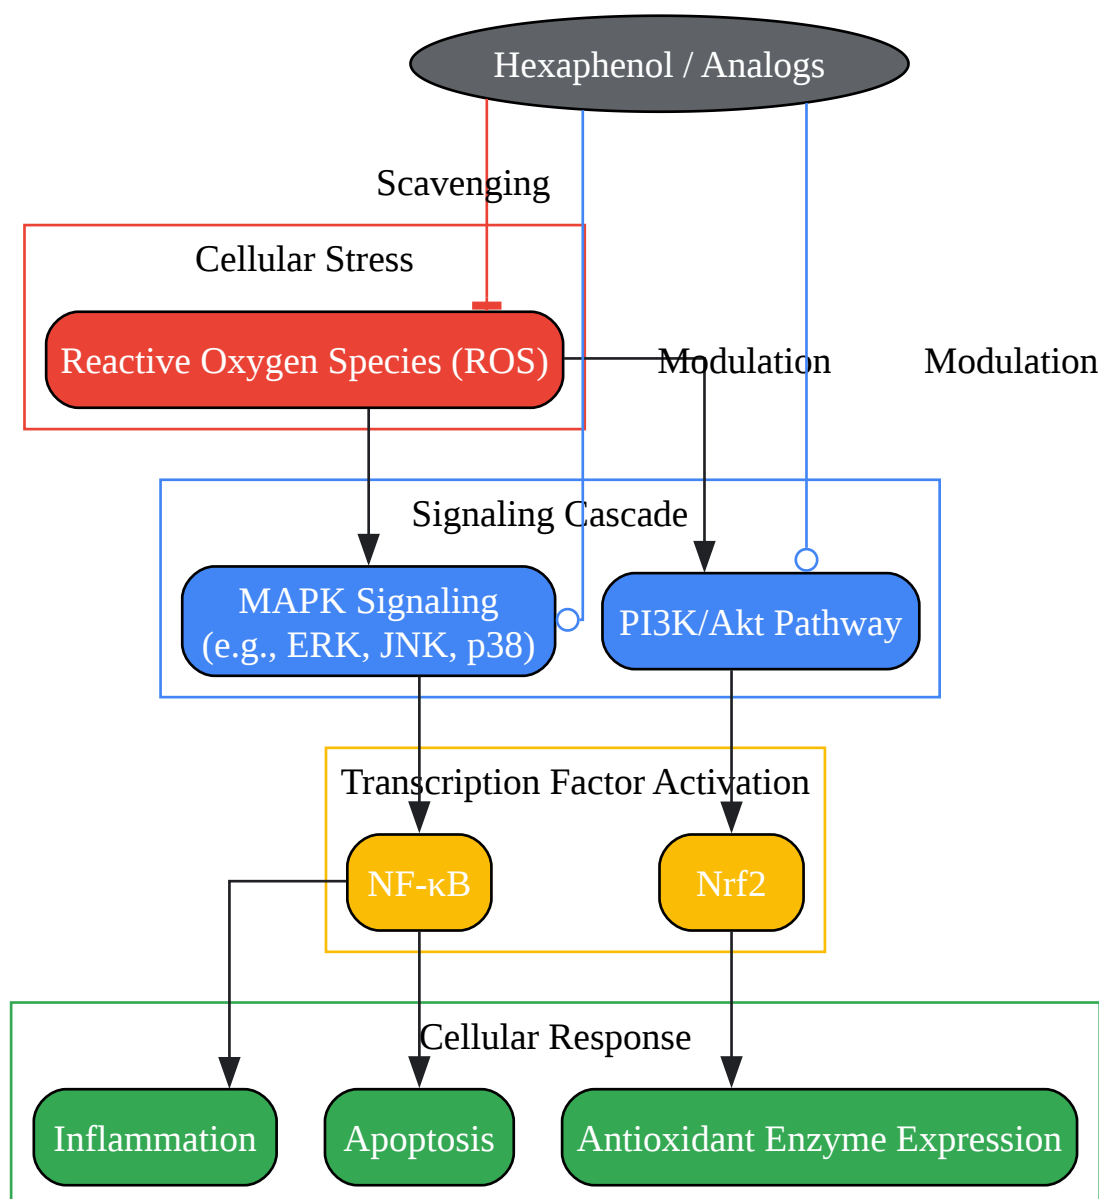 Hexaphenol / Analogs
Scavenging
Cellular Stress
Reactive Oxygen Species (ROS)
Modulation
Modulation
Signaling Cascade
MAPK Signaling
(e.g., ERK, JNK, p38)
PI3K/Akt Pathway
Transcription Factor Activation
NF-κB
Nrf2
Cellular Response
Inflammation
Apoptosis
Antioxidant Enzyme Expression